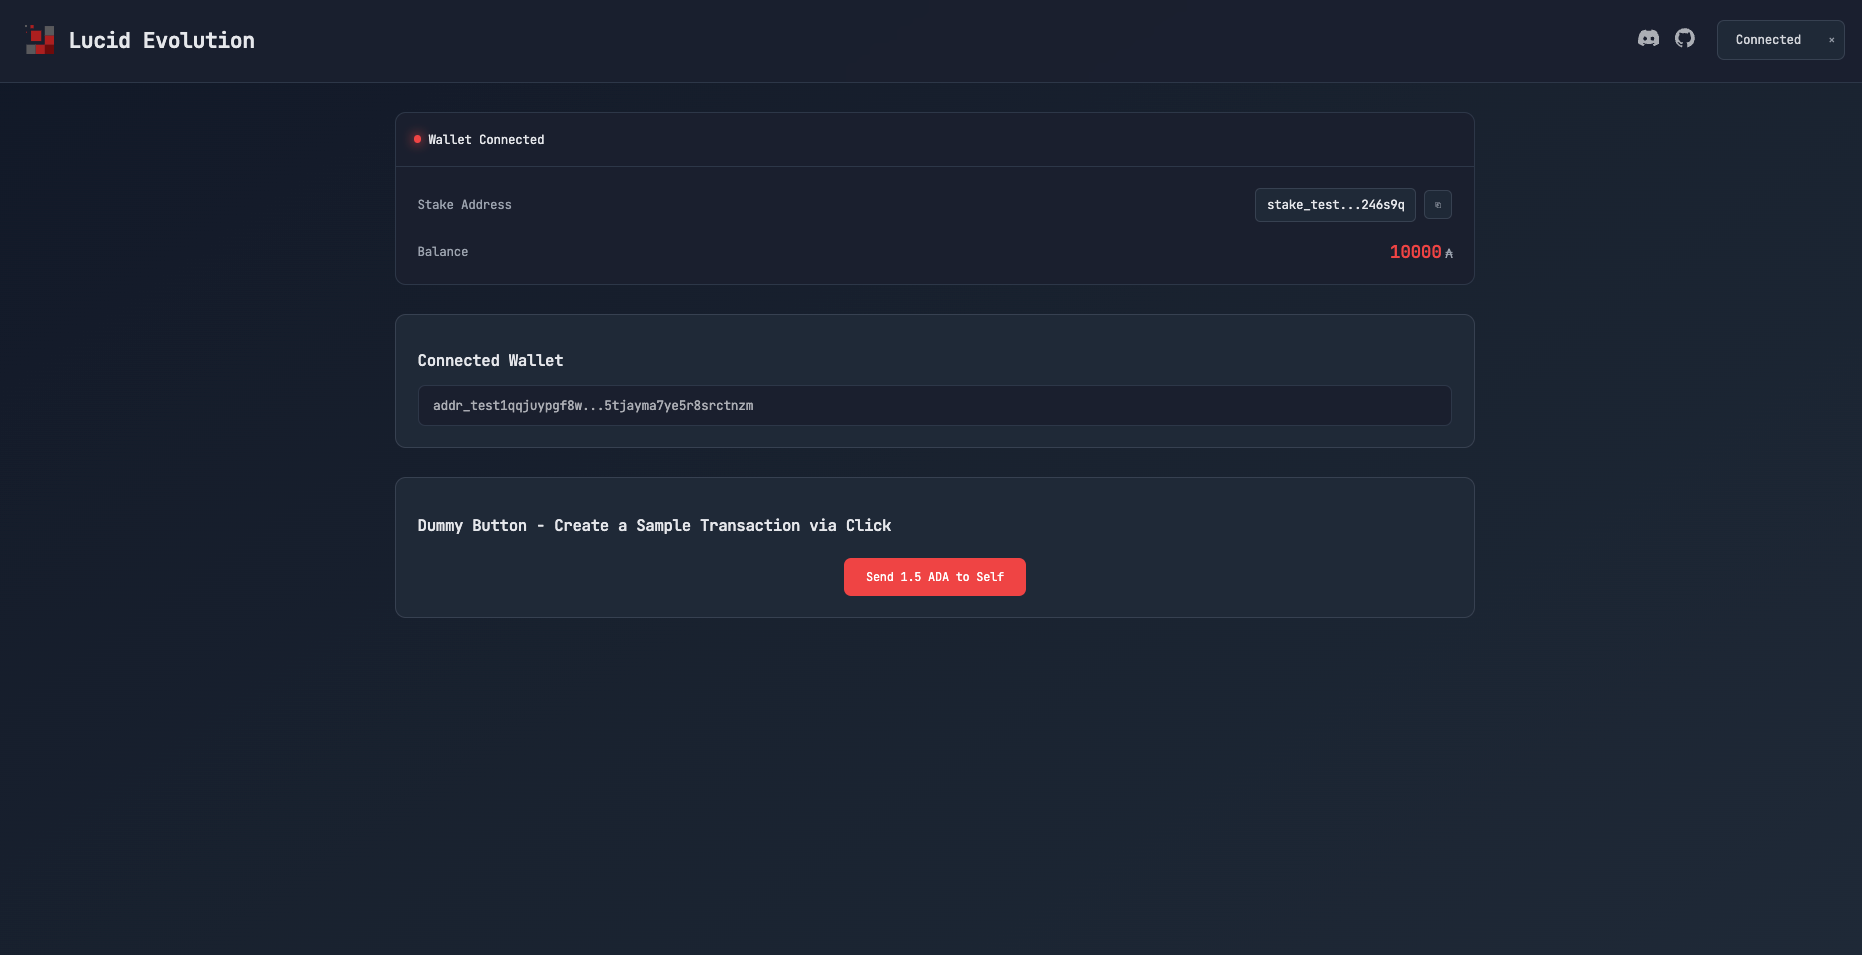 Lucid Evolution
Connected ×
Wallet Connected
Stake Address
stake_test...246s9q
Balance
10000 ₳
Connected Wallet
addr_test1qqjuypgf8w...5tjayma7ye5r8srctnzm
Dummy Button - Create a Sample Transaction via Click
Send 1.5 ADA to Self